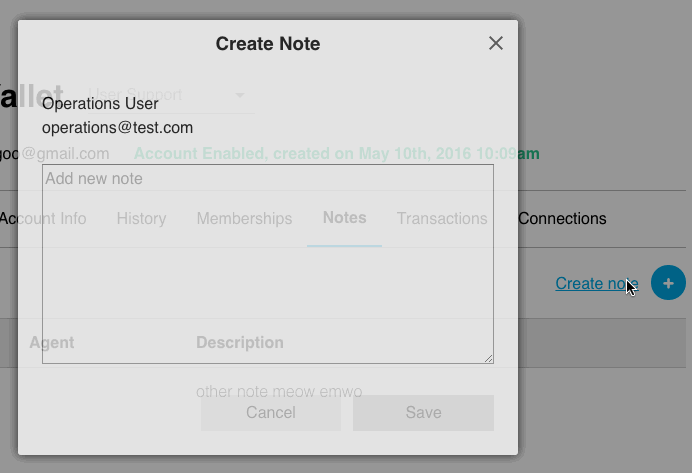 Create Note
allet
User Support
Operations User
operations@test.com
goo@gmail.com Account Enabled, created on May 10th, 2016 10:09am
Add new note
Account Info History Memberships Notes Transactions Connections
Create note +
Agent Description
other note meow emwo
Cancel Save